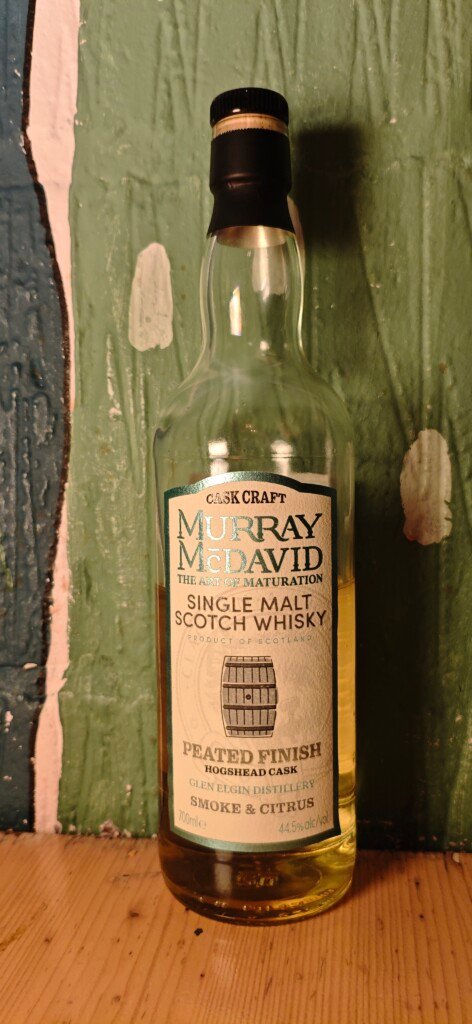 CASK CRAFT
MURRAY
McDAVID
THE ART OF MATURATION
SINGLE MALT
SCOTCH WHISKY
PRODUCT OF SCOTLAND
PEATED FINISH
HOGSHEAD CASK
GLEN ELGIN DISTILLERY
SMOKE & CITRUS
700ml℮ 44.5% alc/vol